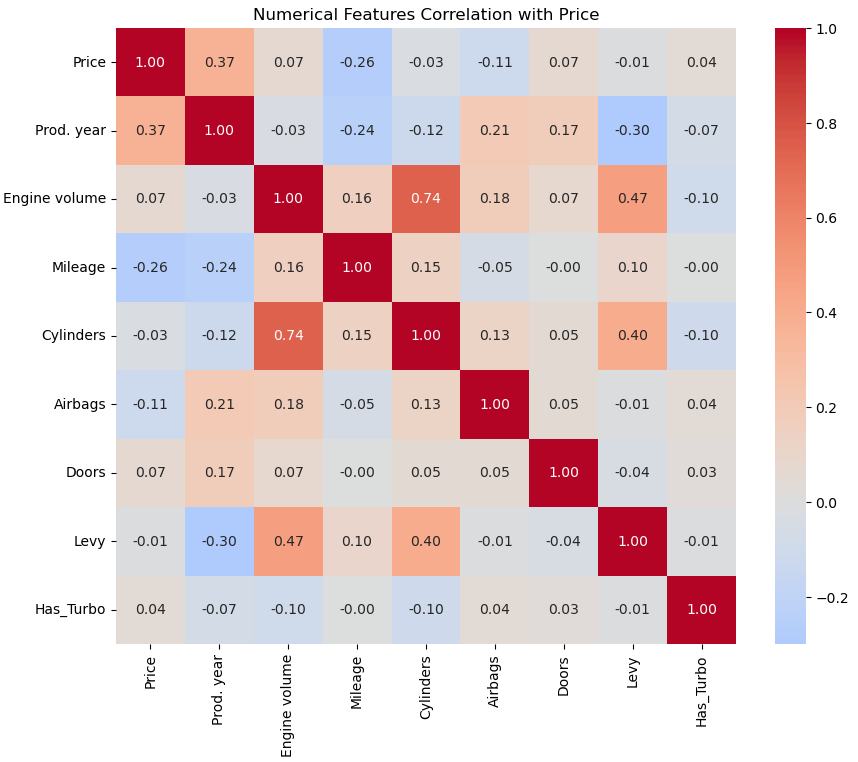 Numerical Features Correlation with Price
Price 1.00 0.37 0.07 -0.26 -0.03 -0.11 0.07 -0.01 0.04
Prod. year 0.37 1.00 -0.03 -0.24 -0.12 0.21 0.17 -0.30 -0.07
Engine volume 0.07 -0.03 1.00 0.16 0.74 0.18 0.07 0.47 -0.10
Mileage -0.26 -0.24 0.16 1.00 0.15 -0.05 -0.00 0.10 -0.00
Cylinders -0.03 -0.12 0.74 0.15 1.00 0.13 0.05 0.40 -0.10
Airbags -0.11 0.21 0.18 -0.05 0.13 1.00 0.05 -0.01 0.04
Doors 0.07 0.17 0.07 -0.00 0.05 0.05 1.00 -0.04 0.03
Levy -0.01 -0.30 0.47 0.10 0.40 -0.01 -0.04 1.00 -0.01
Has_Turbo 0.04 -0.07 -0.10 -0.00 -0.10 0.04 0.03 -0.01 1.00
Price
Prod. year
Engine volume
Mileage
Cylinders
Airbags
Doors
Levy
Has_Turbo
1.0
0.8
0.6
0.4
0.2
0.0
−0.2